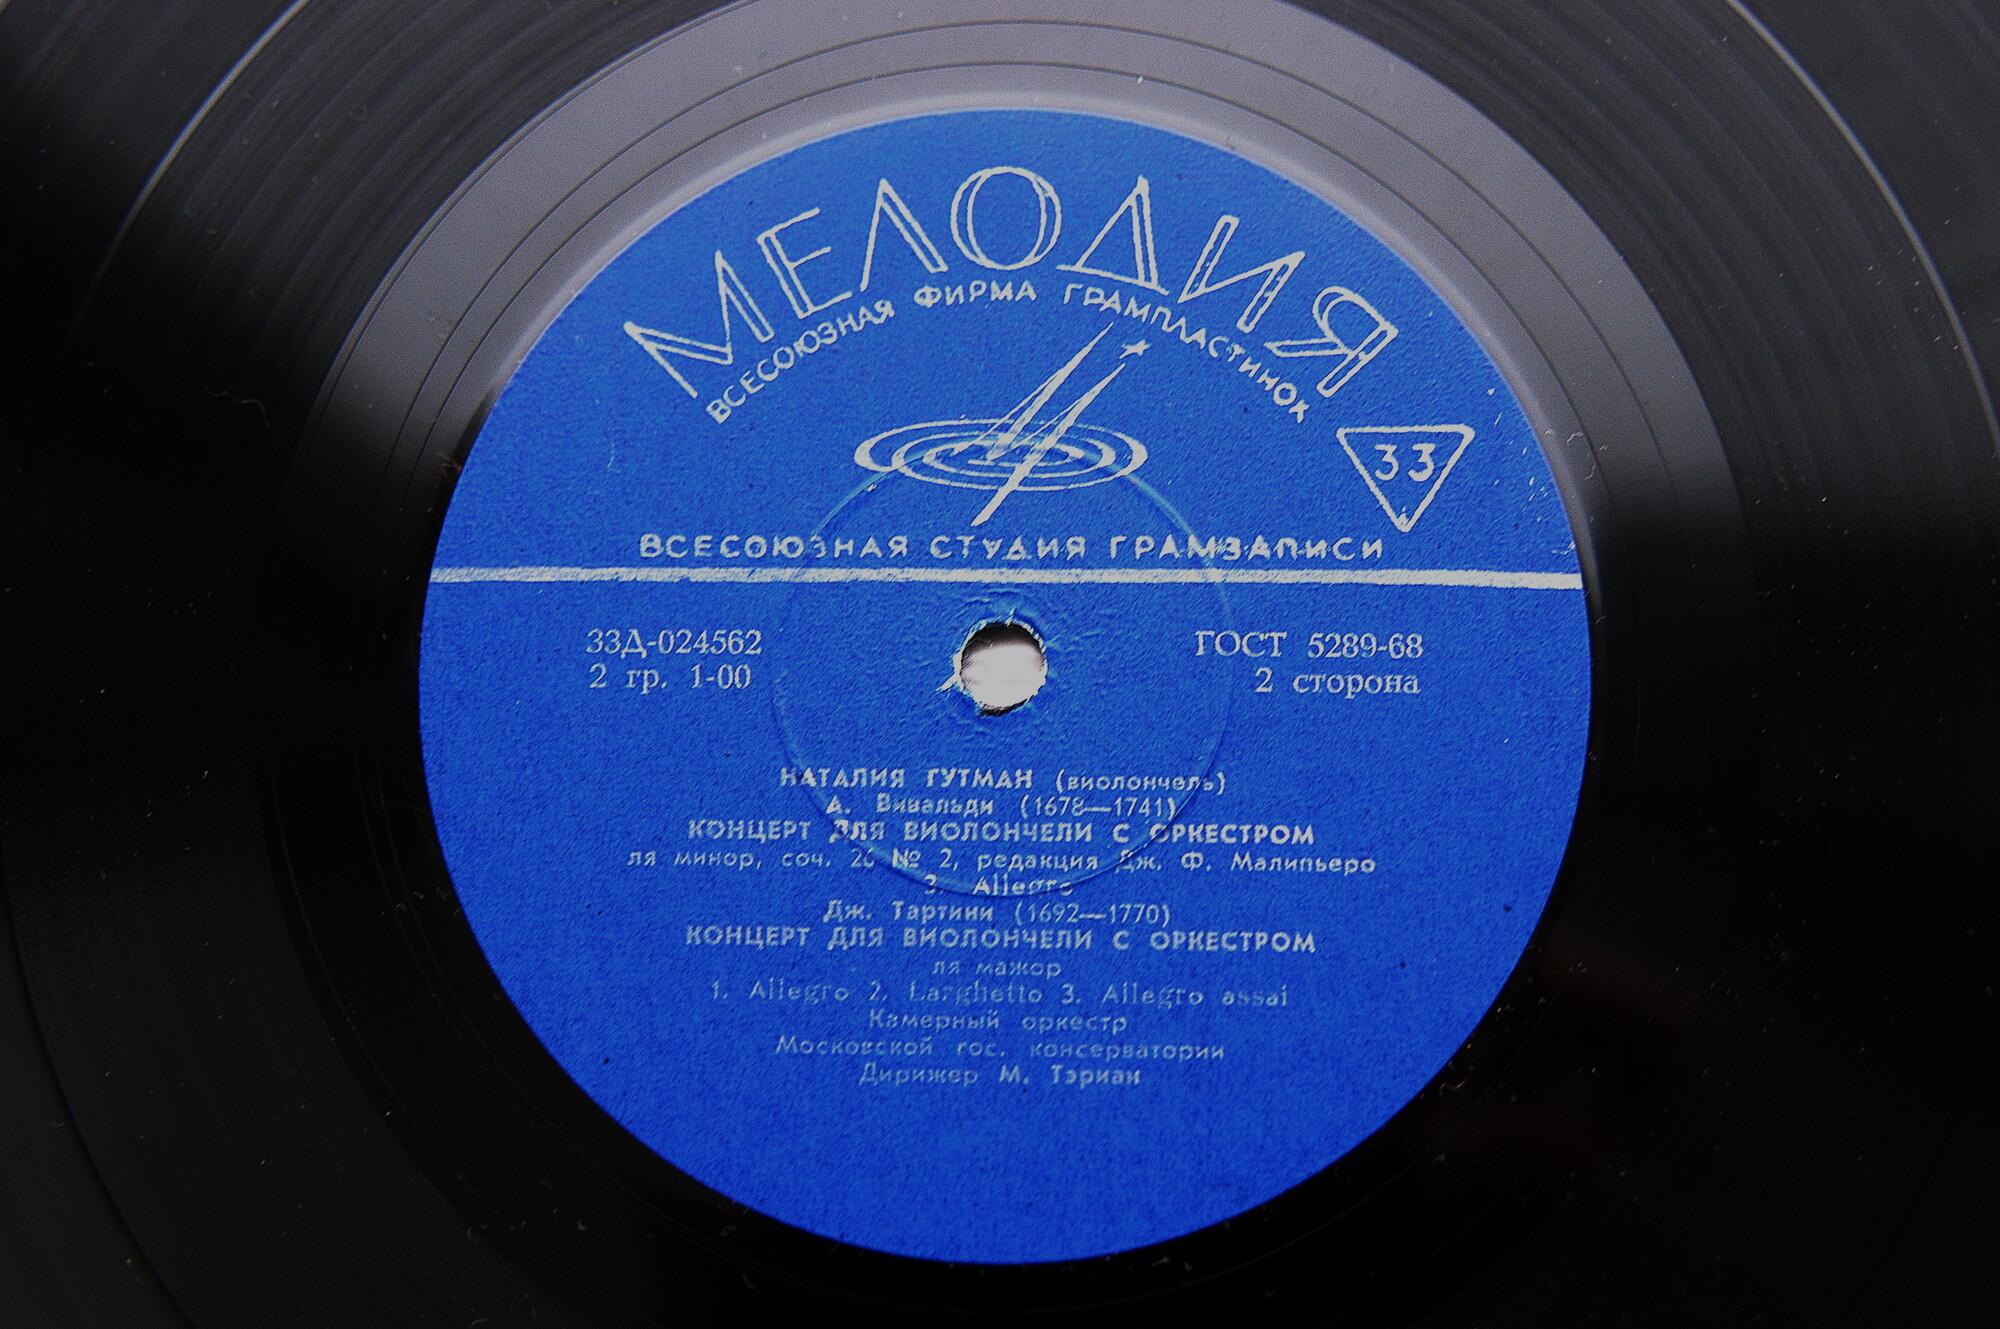 МЕЛОДИЯ
ВСЕСОЮЗНАЯ ФИРМА ГРАМПЛАСТИНОК
33
ВСЕСОЮЗНАЯ СТУДИЯ ГРАМЗАПИСИ
33Д-024562
ГОСТ 5289-68
2 гр. 1-00
2 сторона
НАТАЛИЯ ГУТМАН (виолончель)
А. Вивальди (1678—1741)
КОНЦЕРТ ДЛЯ ВИОЛОНЧЕЛИ С ОРКЕСТРОМ
ля минор, соч. 26 № 2, редакция Дж. Ф. Малипьеро
3. Allegro
Дж. Тартини (1692—1770)
КОНЦЕРТ ДЛЯ ВИОЛОНЧЕЛИ С ОРКЕСТРОМ
ля мажор
1. Allegro 2. Larghetto 3. Allegro assai
Камерный оркестр
Московской гос. консерватории
Дирижер М. Тэриан